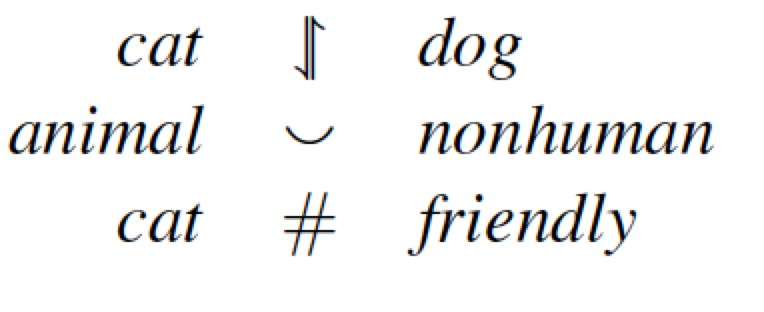 cat ⥯ dog
animal ⌣ nonhuman
cat # friendly